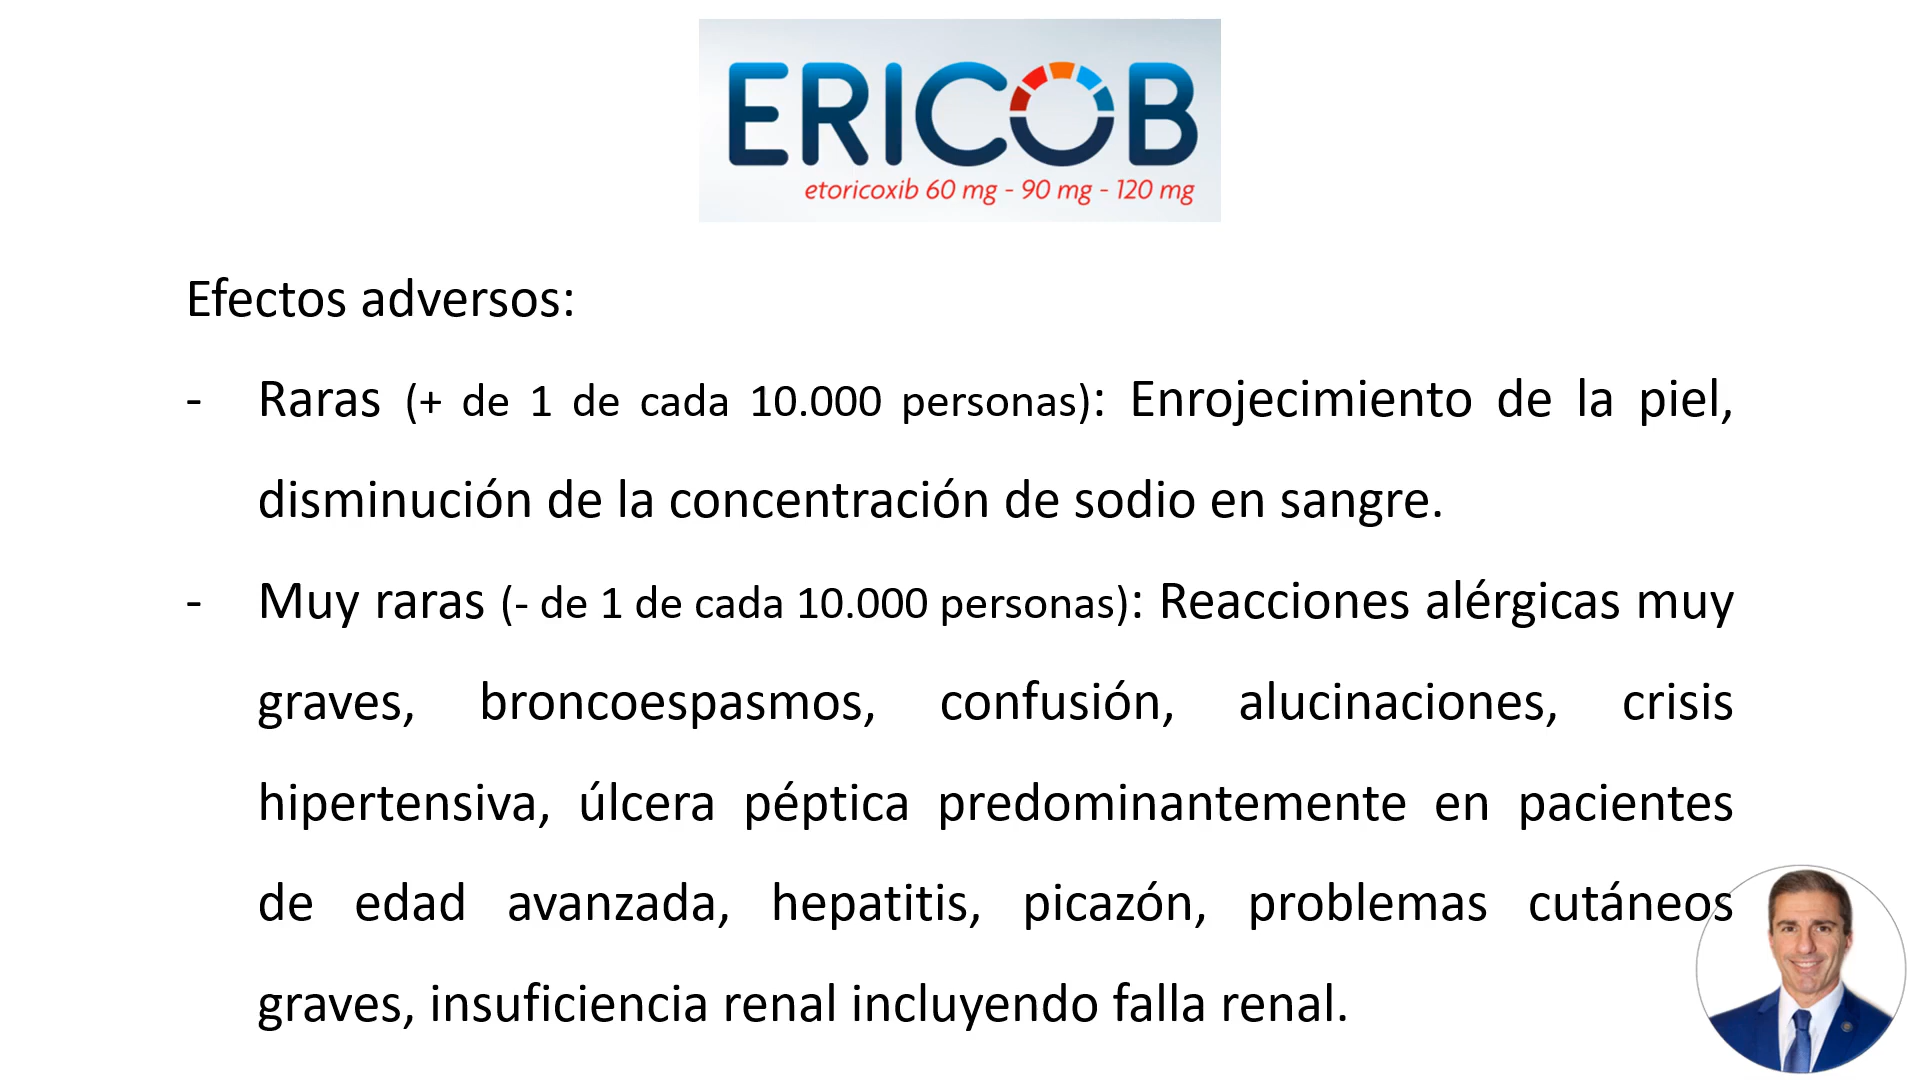 ERICOB
etoricoxib 60 mg - 90 mg - 120 mg
Efectos adversos:
- Raras (+ de 1 de cada 10.000 personas): Enrojecimiento de la piel,
disminución de la concentración de sodio en sangre.
- Muy raras (- de 1 de cada 10.000 personas): Reacciones alérgicas muy
graves, broncoespasmos, confusión, alucinaciones, crisis
hipertensiva, úlcera péptica predominantemente en pacientes
de edad avanzada, hepatitis, picazón, problemas cutáneos
graves, insuficiencia renal incluyendo falla renal.